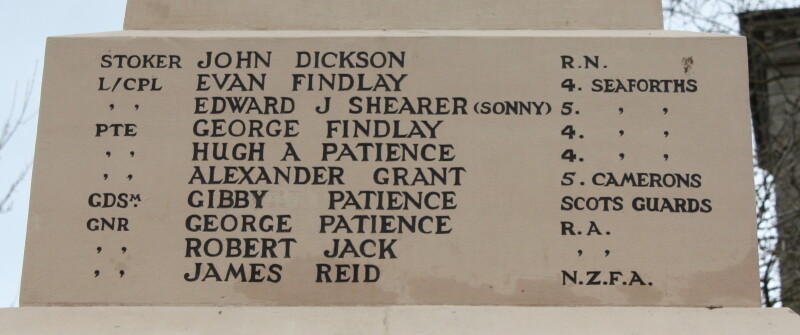 STOKER JOHN DICKSON R.N.
L/CPL EVAN FINDLAY 4. SEAFORTHS
, , EDWARD J SHEARER (SONNY) 5. , ,
PTE GEORGE FINDLAY 4. , ,
, , HUGH A PATIENCE 4. , ,
, , ALEXANDER GRANT 5. CAMERONS
GDSM. GIBBY PATIENCE SCOTS GUARDS
GNR GEORGE PATIENCE R.A.
, , ROBERT JACK , ,
, , JAMES REID N.Z.F.A.